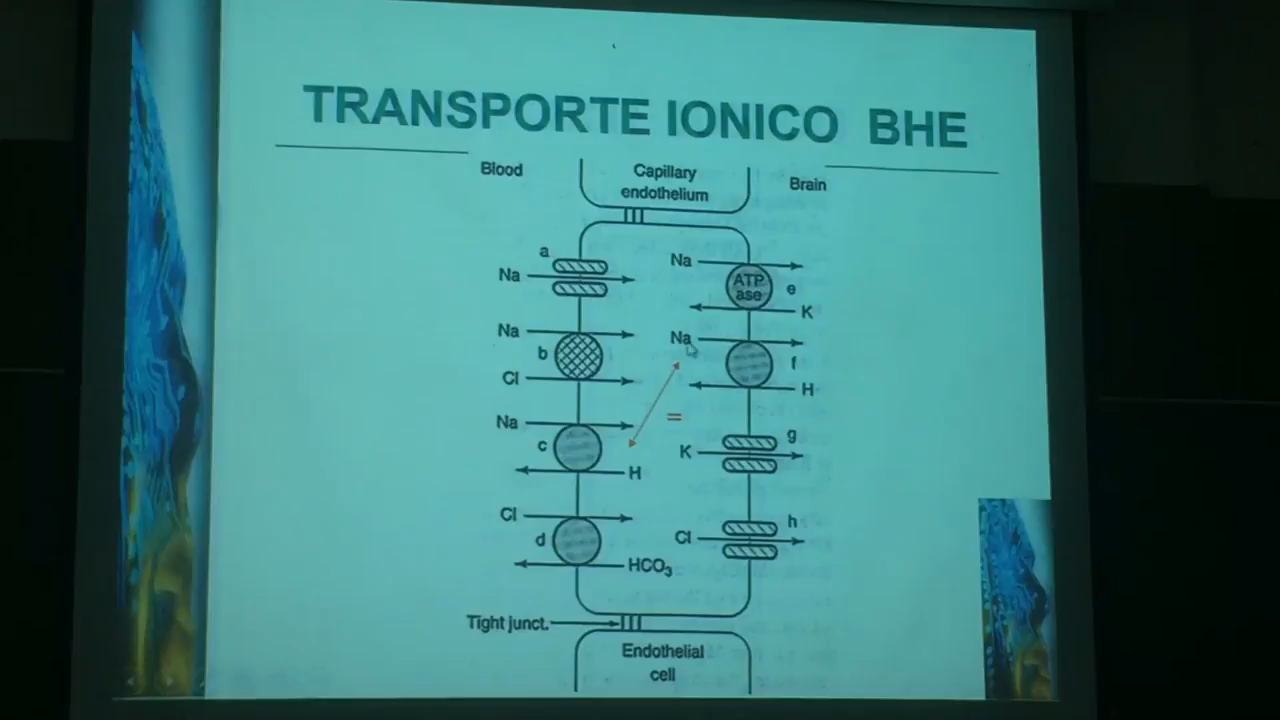 TRANSPORTE IONICO BHE
Blood
Capillary
endothelium
Brain
a
Na
Na
b
Cl
Na
c
H
Cl
d
HCO₃
Na
ATP
ase
e
K
Na
f
H
=
g
K
h
Cl
Tight junct.
Endothelial
cell